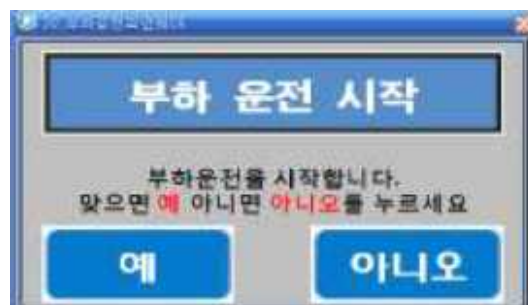 부하 운전 시작
부하운전을 시작합니다.
맞으면 예 아니면 아니오를 누르세요
예
아니오